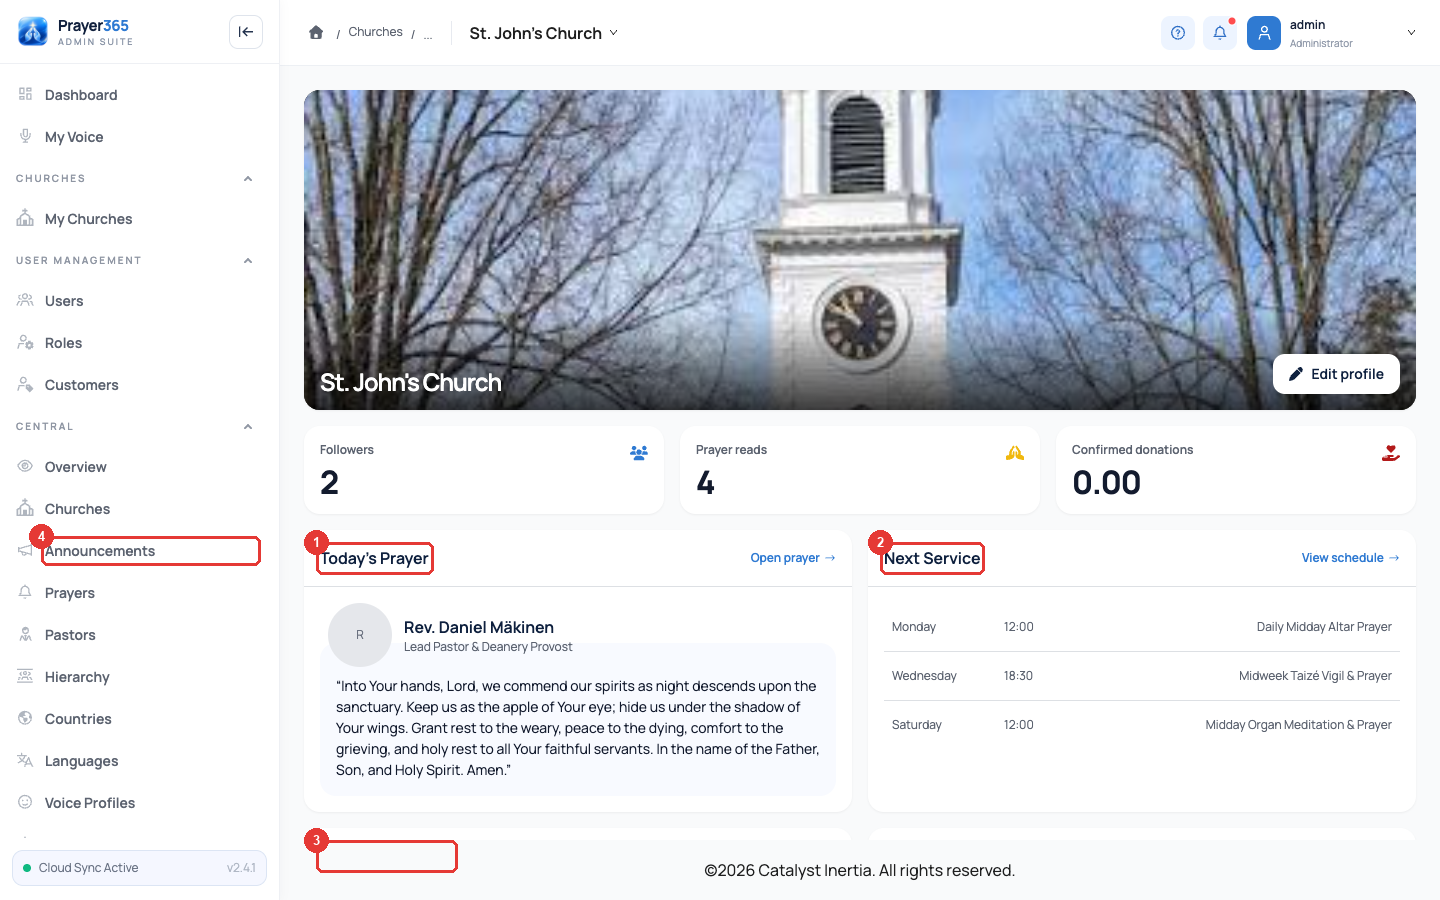 Prayer365
ADMIN SUITE
/ Churches / ...
St. John's Church
admin
Administrator
Dashboard
My Voice
CHURCHES
My Churches
USER MANAGEMENT
Users
Roles
Customers
CENTRAL
Overview
Churches
4
Announcements
Prayers
Pastors
Hierarchy
Countries
Languages
Voice Profiles
Cloud Sync Active
v2.4.1
St. John's Church
Edit profile
Followers
2
Prayer reads
4
Confirmed donations
0.00
1
Today's Prayer
Open prayer →
R
Rev. Daniel Mäkinen
Lead Pastor & Deanery Provost
“Into Your hands, Lord, we commend our spirits as night descends upon the
sanctuary. Keep us as the apple of Your eye; hide us under the shadow of
Your wings. Grant rest to the weary, peace to the dying, comfort to the
grieving, and holy rest to all Your faithful servants. In the name of the Father,
Son, and Holy Spirit. Amen.”
2
Next Service
View schedule →
Monday 12:00 Daily Midday Altar Prayer
Wednesday 18:30 Midweek Taizé Vigil & Prayer
Saturday 12:00 Midday Organ Meditation & Prayer
3
©2026 Catalyst Inertia. All rights reserved.